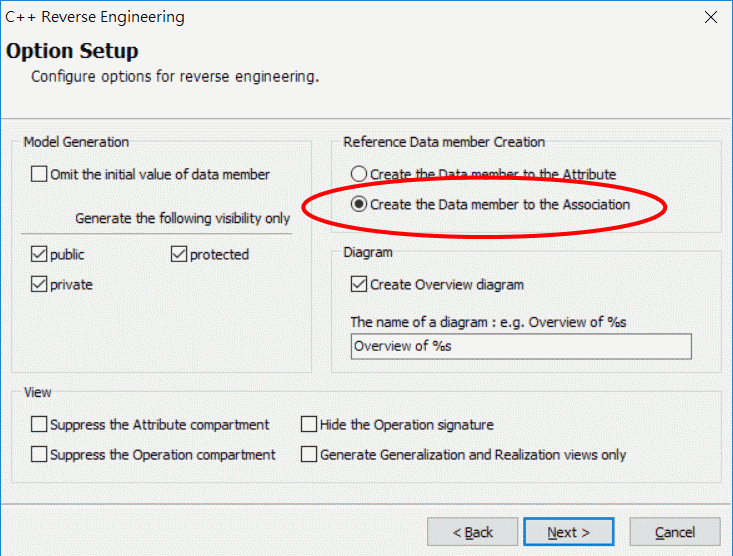 C++ Reverse Engineering
Option Setup
Configure options for reverse engineering.
Model Generation
Omit the initial value of data member
Generate the following visibility only
public
protected
private
Reference Data member Creation
Create the Data member to the Attribute
Create the Data member to the Association
Diagram
Create Overview diagram
The name of a diagram : e.g. Overview of %s
Overview of %s
View
Suppress the Attribute compartment
Hide the Operation signature
Suppress the Operation compartment
Generate Generalization and Realization views only
< Back
Next >
Cancel